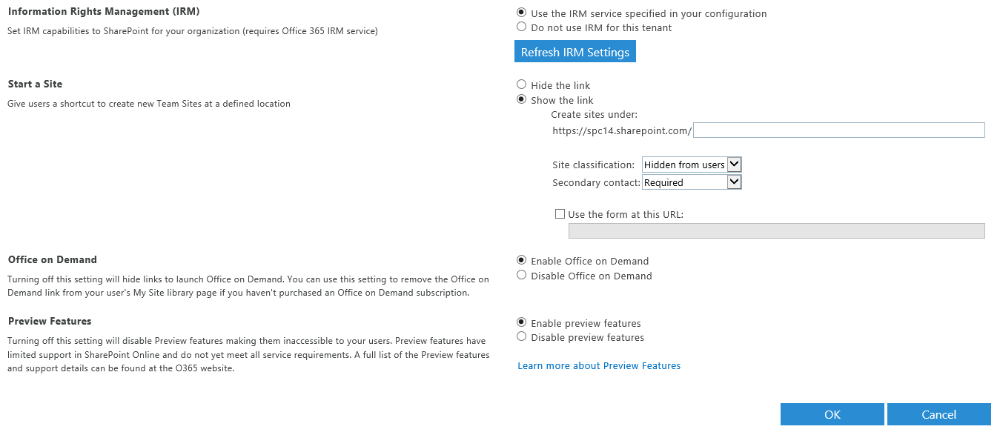 Information Rights Management (IRM)
Set IRM capabilities to SharePoint for your organization (requires Office 365 IRM service)
Use the IRM service specified in your configuration
Do not use IRM for this tenant
Refresh IRM Settings
Start a Site
Give users a shortcut to create new Team Sites at a defined location
Hide the link
Show the link
Create sites under:
https://spc14.sharepoint.com/
Site classification: Hidden from users
Secondary contact: Required
Use the form at this URL:
Office on Demand
Turning off this setting will hide links to launch Office on Demand. You can use this setting to remove the Office on
Demand link from your user's My Site library page if you haven't purchased an Office on Demand subscription.
Enable Office on Demand
Disable Office on Demand
Preview Features
Turning off this setting will disable Preview features making them inaccessible to your users. Preview features have
limited support in SharePoint Online and do not yet meet all service requirements. A full list of the Preview features
and support details can be found at the O365 website.
Enable preview features
Disable preview features
Learn more about Preview Features
OK
Cancel